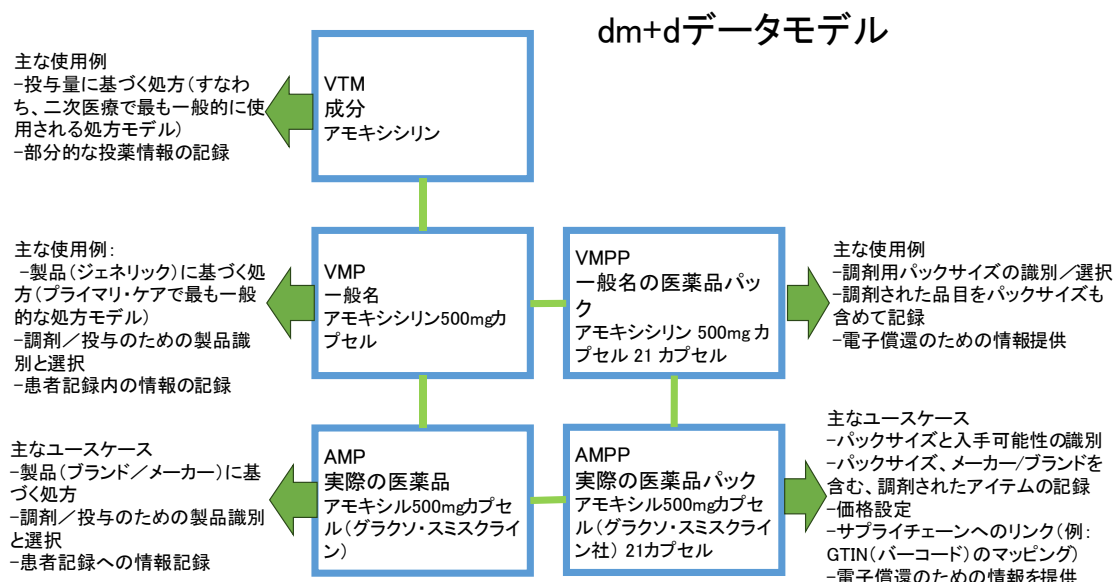 dm+dデータモデル
主な使用例
-投与量に基づく処方(すなわ
ち、二次医療で最も一般的に使
用される処方モデル)
-部分的な投薬情報の記録
VTM
成分
アモキシシリン
主な使用例:
-製品(ジェネリック)に基づく処
方(プライマリ・ケアで最も一般
的な処方モデル)
-調剤/投与のための製品識
別と選択
-患者記録内の情報の記録
VMP
一般名
アモキシシリン500mgカ
プセル
VMPP
一般名の医薬品パッ
ク
アモキシシリン 500mg カ
プセル 21 カプセル
主な使用例
-調剤用パックサイズの識別/選択
-調剤された品目をパックサイズも
含めて記録
-電子償還のための情報提供
主なユースケース
-製品(ブランド/メーカー)に基
づく処方
-調剤/投与のための製品識別
と選択
-患者記録への情報記録
AMP
実際の医薬品
アモキシル500mgカプセ
ル(グラクソ・スミスクライ
ン)
AMPP
実際の医薬品パック
アモキシル500mgカプセ
ル(グラクソ・スミスクライ
ン社) 21カプセル
主なユースケース
-パックサイズと入手可能性の識別
-パックサイズ、メーカー/ブランドを
含む、調剤されたアイテムの記録
-価格設定
-サプライチェーンへのリンク(例:
GTIN(バーコード)のマッピング)
-電子償還のための情報を提供